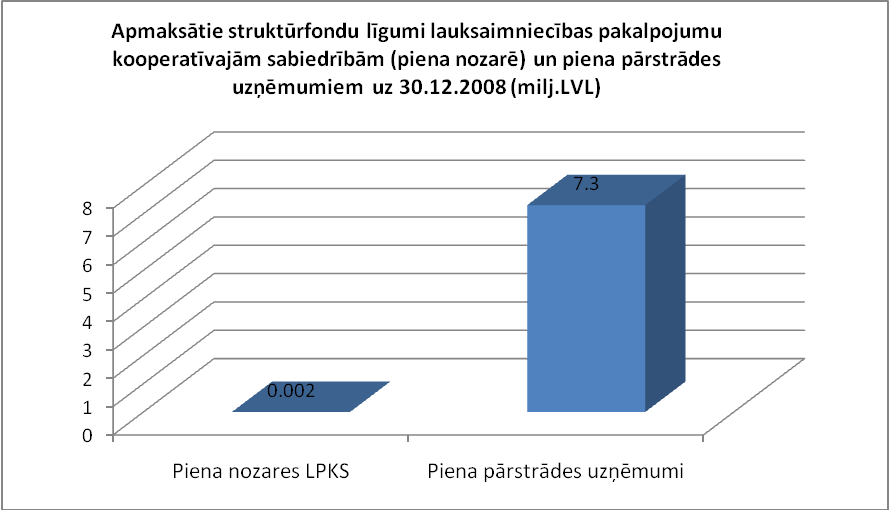 Apmaksātie struktūrfondu līgumi lauksaimniecības pakalpojumu
kooperatīvajām sabiedrībām (piena nozarē) un piena pārstrādes
uzņēmumiem uz 30.12.2008 (milj.LVL)
8
7
6
5
4
3
2
1
0
0.002
7.3
Piena nozares LPKS
Piena pārstrādes uzņēmumi